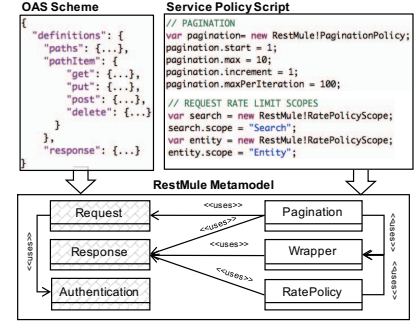 OAS Scheme
{
"definitions": {
"paths": {...},
"pathItem": {
"get": {...},
"put": {...},
"post": {...},
"delete": {...}
}
},
"response": {...}
}
Service Policy Script
// PAGINATION
var pagination= new RestMule!PaginationPolicy;
pagination.start = 1;
pagination.max = 10;
pagination.increment = 1;
pagination.maxPerIteration = 100;
// REQUEST RATE LIMIT SCOPES
var search = new RestMule!RatePolicyScope;
search.scope = "Search";
var entity = new RestMule!RatePolicyScope;
entity.scope = "Entity";
RestMule Metamodel
Request
<<uses>>
Pagination
<<uses>>
<<uses>>
Response
<<uses>>
Wrapper
<<uses>>
<<uses>>
<<uses>>
Authentication
RatePolicy